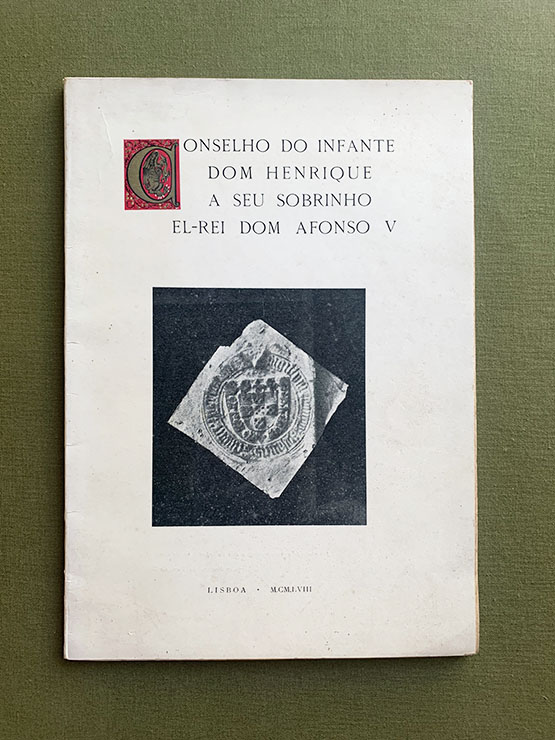 CONSELHO DO INFANTE
DOM HENRIQUE
A SEU SOBRINHO
EL-REI DOM AFONSO V
LISBOA · MCMLVIII